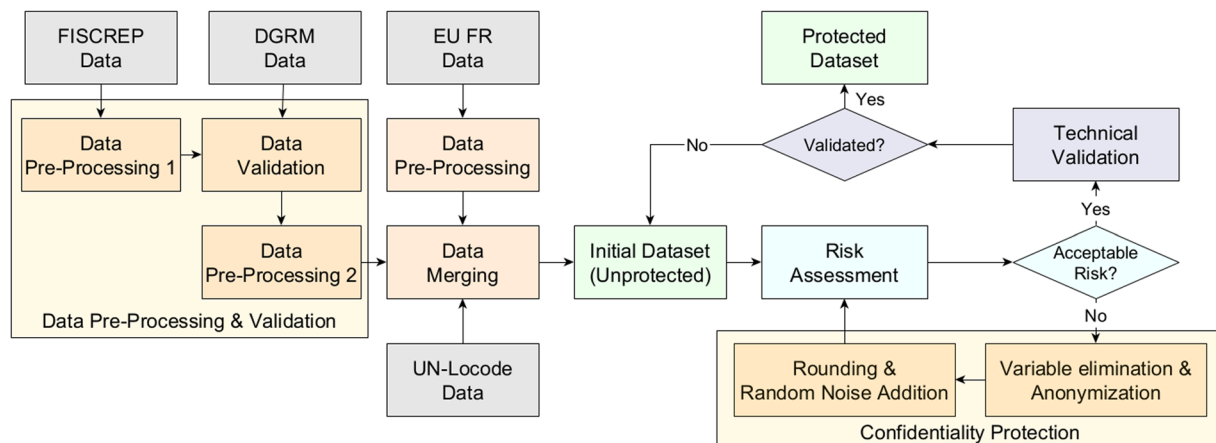 FISCREP
Data
DGRM
Data
EU FR
Data
Protected
Dataset
Yes
Data
Pre-Processing 1
Data
Validation
Data
Pre-Processing
No
Validated?
Technical
Validation
Yes
Data
Pre-Processing 2
Data
Merging
Initial Dataset
(Unprotected)
Risk
Assessment
Acceptable
Risk?
No
Data Pre-Processing & Validation
UN-Locode
Data
Rounding &
Random Noise Addition
Variable elimination &
Anonymization
Confidentiality Protection